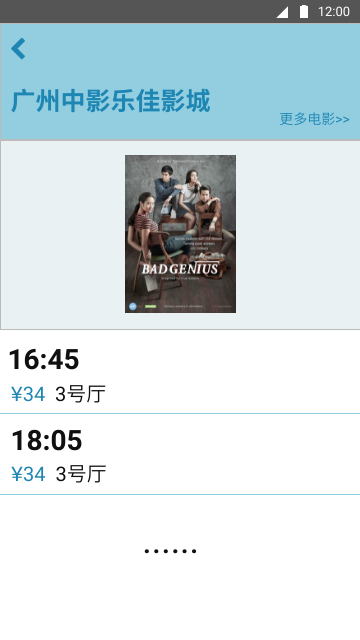 12:00
广州中影乐佳影城
更多电影>>
BAD GENIUS
16:45
¥34 3号厅
18:05
¥34 3号厅
……